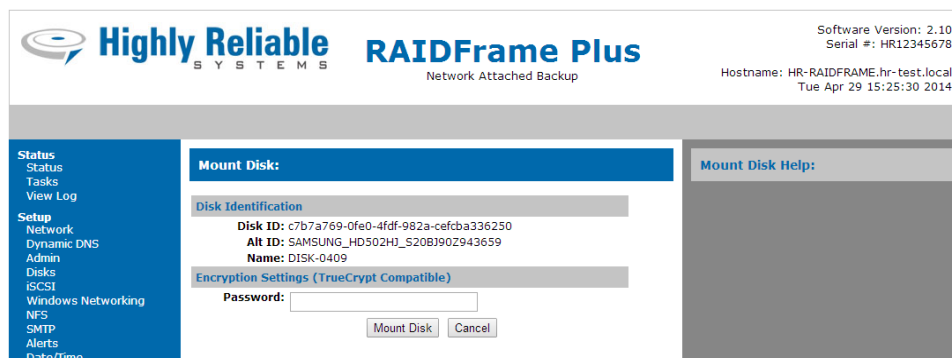 Highly Reliable
SYSTEMS
RAIDFrame Plus
Network Attached Backup
Software Version: 2.10
Serial #: HR12345678
Hostname: HR-RAIDFRAME.hr-test.local
Tue Apr 29 15:25:30 2014
Status
Status
Tasks
View Log
Setup
Network
Dynamic DNS
Admin
Disks
iSCSI
Windows Networking
NFS
SMTP
Alerts
Date/Time
Mount Disk:
Disk Identification
Disk ID: c7b7a769-0fe0-4fdf-982a-cefcba336250
Alt ID: SAMSUNG_HD502HJ_S20BJ90Z943659
Name: DISK-0409
Encryption Settings (TrueCrypt Compatible)
Password:
Mount Disk Cancel
Mount Disk Help: